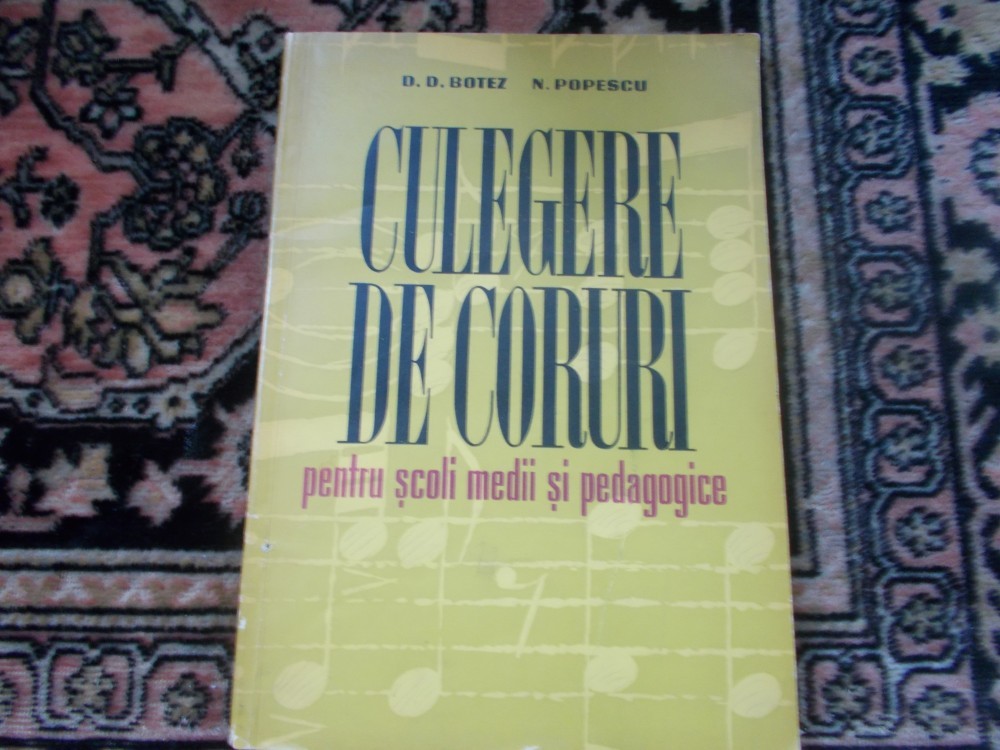 D. D. BOTEZ N. POPESCU
CULEGERE
DE CORURI
pentru școli medii și pedagogice